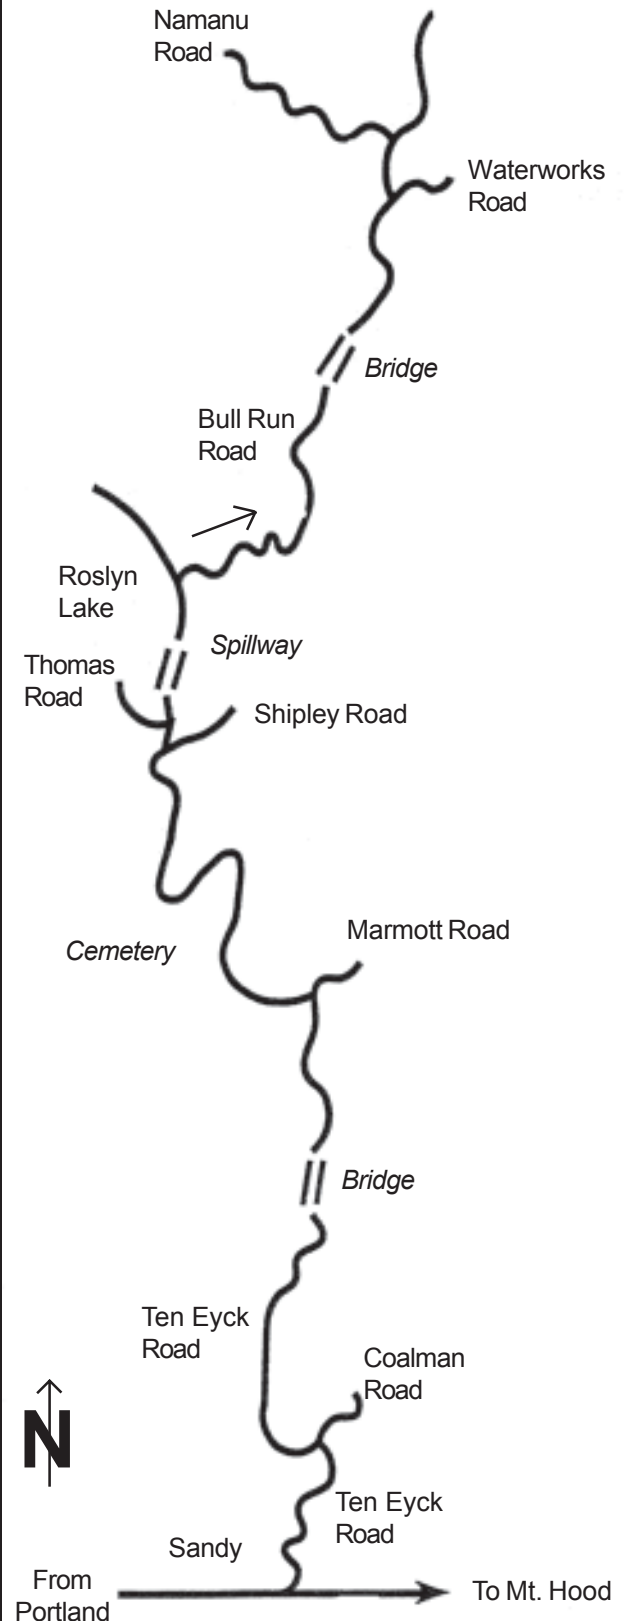 Namanu
Road
Waterworks
Road
Bridge
Bull Run
Road
Roslyn
Lake
Spillway
Thomas
Road
Shipley Road
Marmott Road
Cemetery
Bridge
Ten Eyck
Road
Coalman
Road
N
Ten Eyck
Road
Sandy
From
Portland
To Mt. Hood